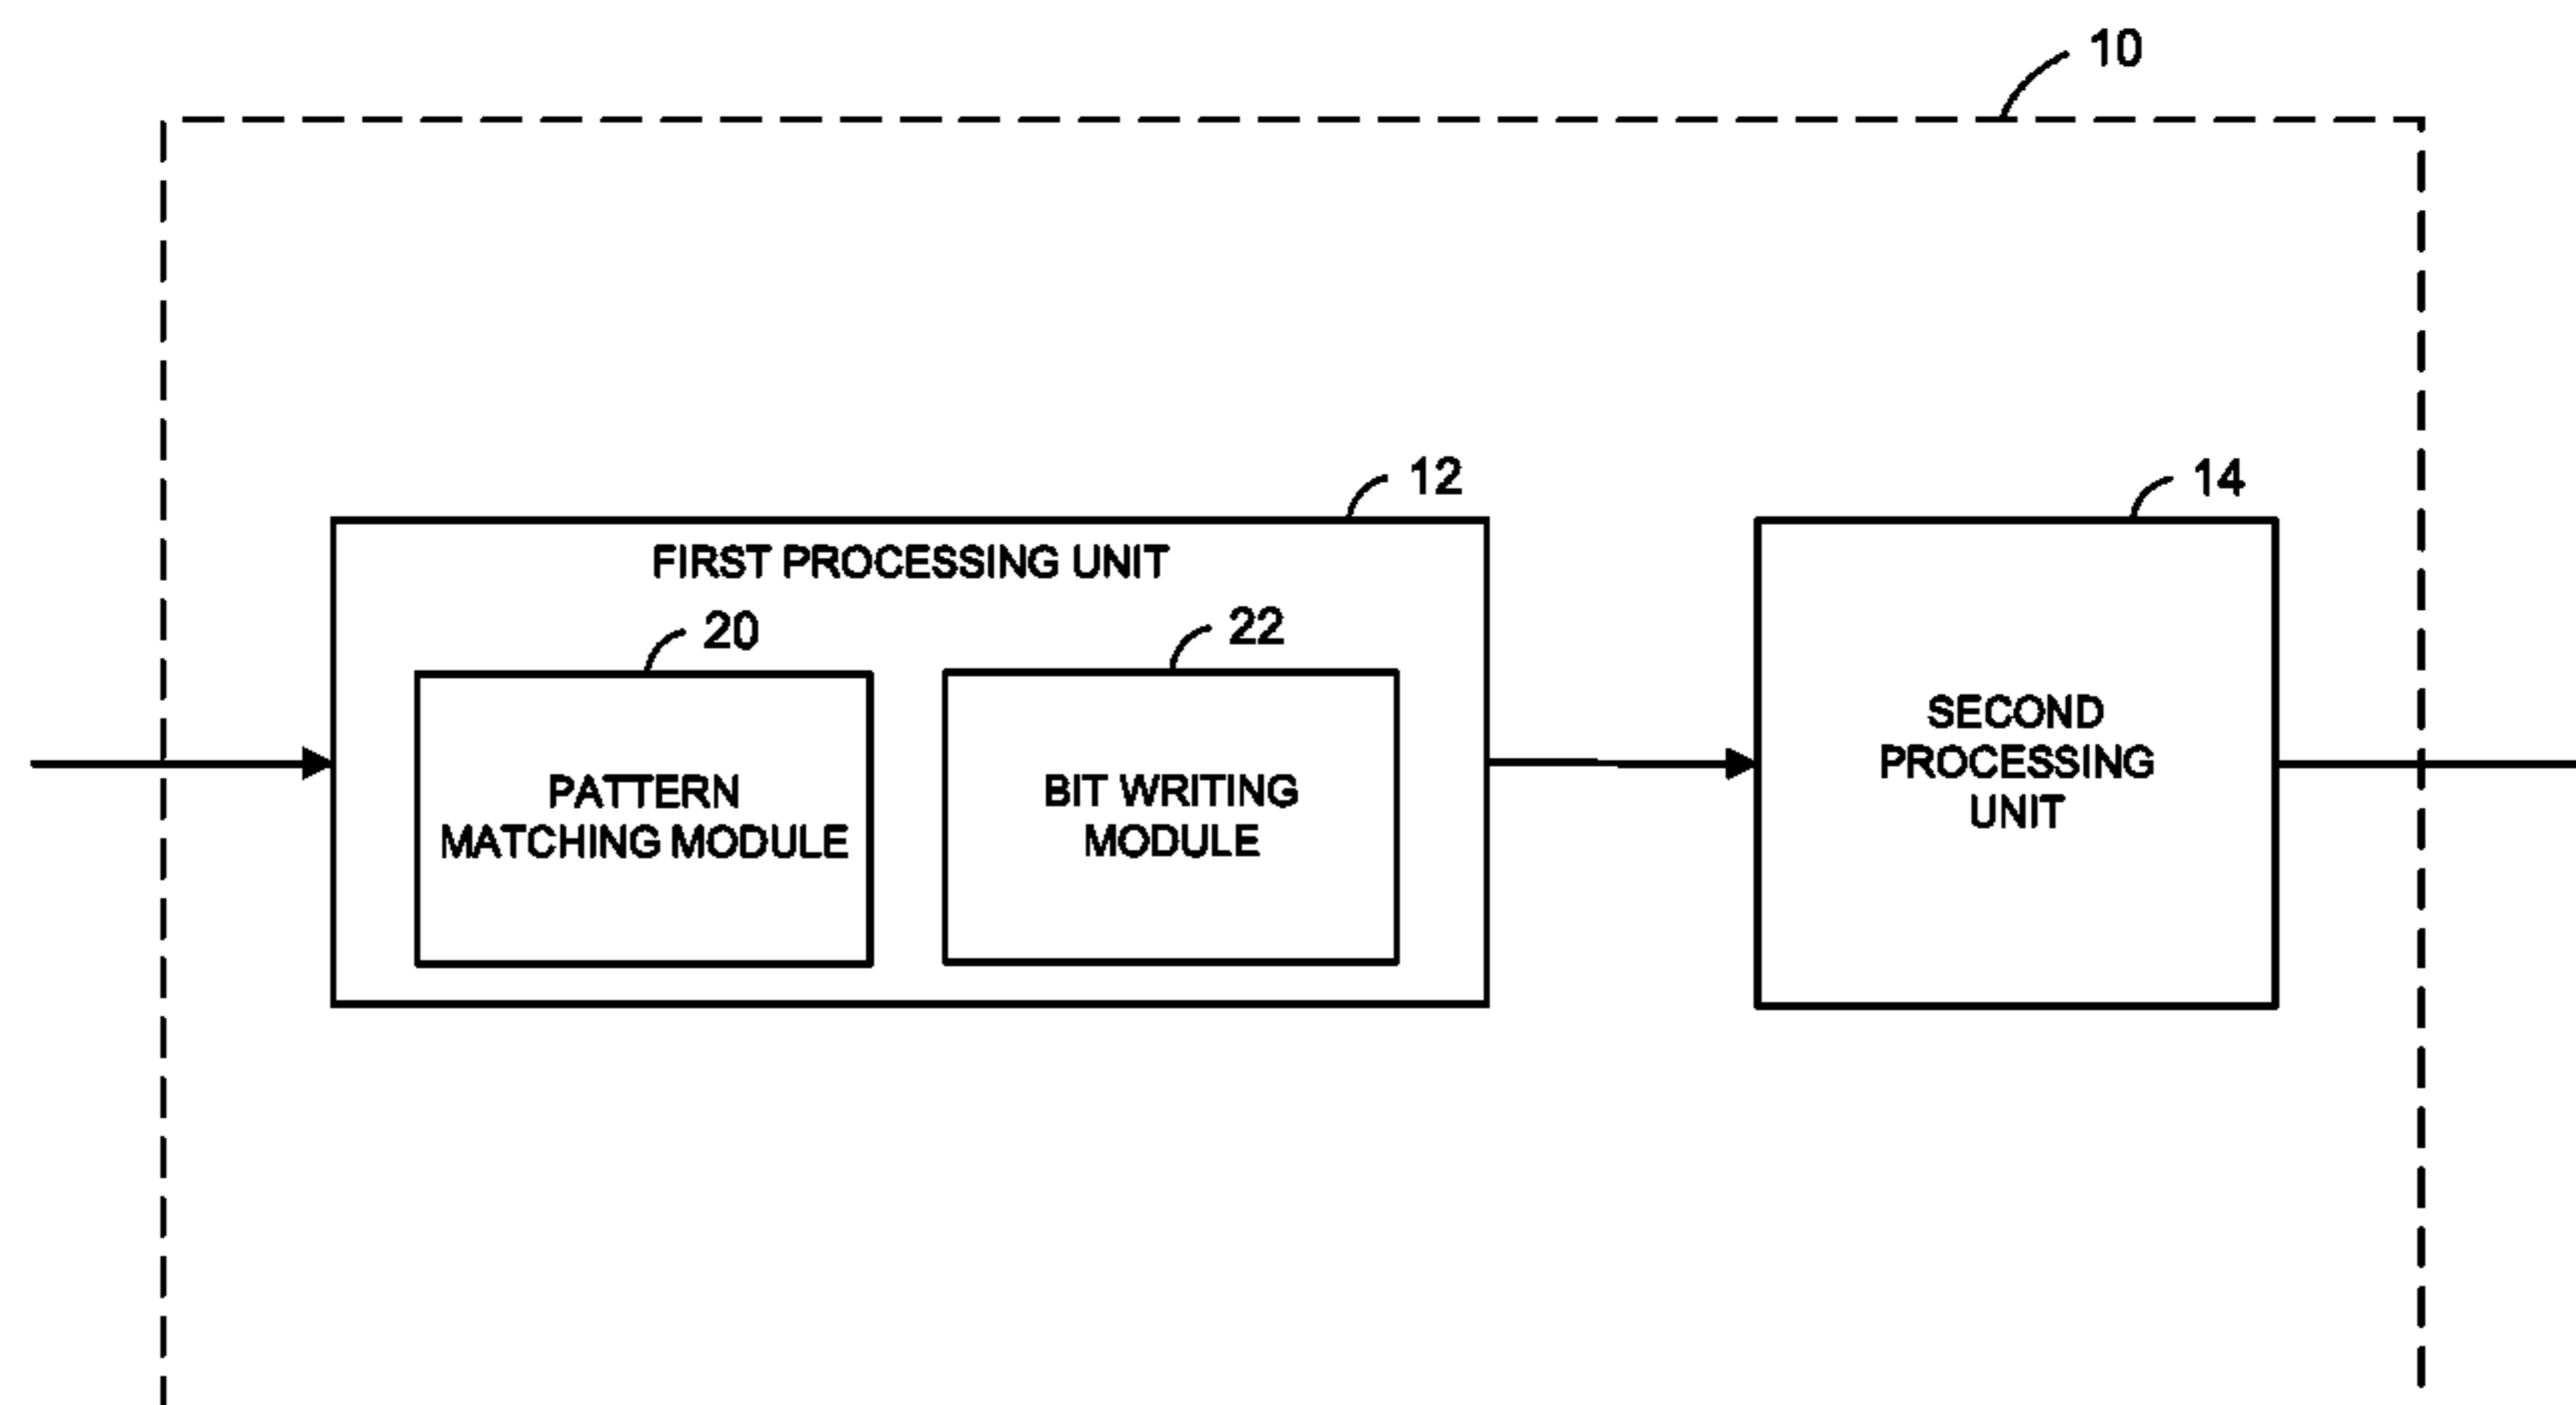 10
12
14
FIRST PROCESSING UNIT
20
22
PATTERN
MATCHING MODULE
BIT WRITING
MODULE
SECOND
PROCESSING
UNIT